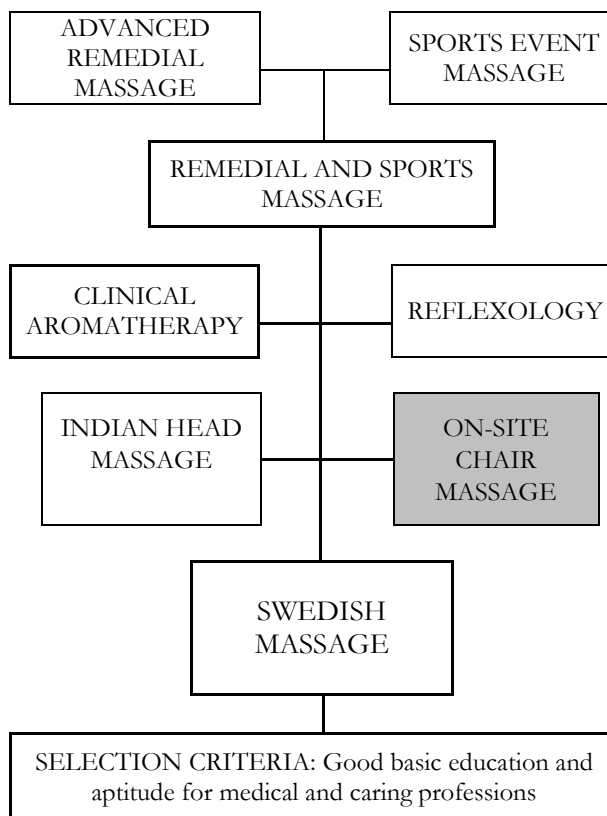 ADVANCED
REMEDIAL
MASSAGE
SPORTS EVENT
MASSAGE
REMEDIAL AND SPORTS
MASSAGE
CLINICAL
AROMATHERAPY
REFLEXOLOGY
INDIAN HEAD
MASSAGE
ON-SITE
CHAIR
MASSAGE
SWEDISH
MASSAGE
SELECTION CRITERIA: Good basic education and
aptitude for medical and caring professions